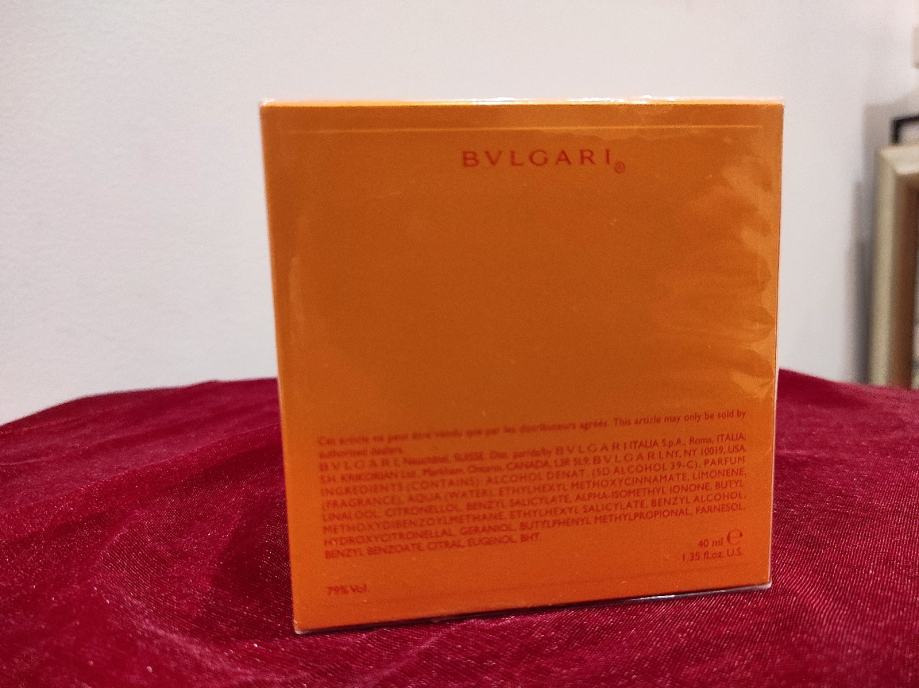 BVLGARI®
Cet article ne peut être vendu que par les distributeurs agréés. This article may only be sold by
authorized dealers.
BVLGARI, Neuchatel, SUISSE. Dist. par/de/by BVLGARI ITALIA S.p.A., Roma, ITALIA,
S.H. KRIKORIAN Ltd., Ontario, CANADA, L3R 5L9, BVLGARI NY, NY, 10019, USA.
INGREDIENTS (CONTAINS): ALCOHOL DENAT. (SD ALCOHOL 39-C), PARFUM
(FRAGRANCE), AQUA (WATER), ETHYLHEXYL METHOXYCINNAMATE, LIMONENE,
LINALOOL, CITRONELLOL, BENZYL SALICYLATE, ALPHA-ISOMETHYL IONONE, BUTYL
METHOXYDIBENZOYLMETHANE, ETHYLHEXYL SALICYLATE, BENZYL ALCOHOL,
HYDROXYCITRONELLAL, GERANIOL, BUTYLPHENYL METHYLPROPIONAL, FARNESOL,
BENZYL BENZOATE, CITRAL, EUGENOL, BHT.
40 ml ℮
1.35 fl.oz. U.S.
79% Vol.